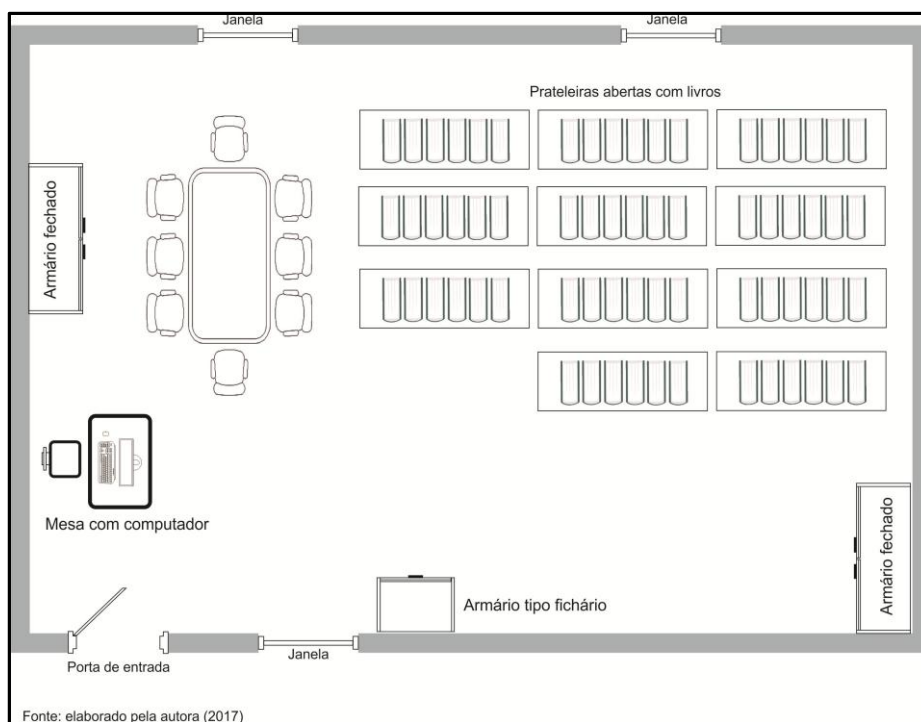 Janela
Janela
Prateleiras abertas com livros
Armário fechado
Mesa com computador
Armário fechado
Armário tipo fichário
Janela
Porta de entrada
Fonte: elaborado pela autora (2017)